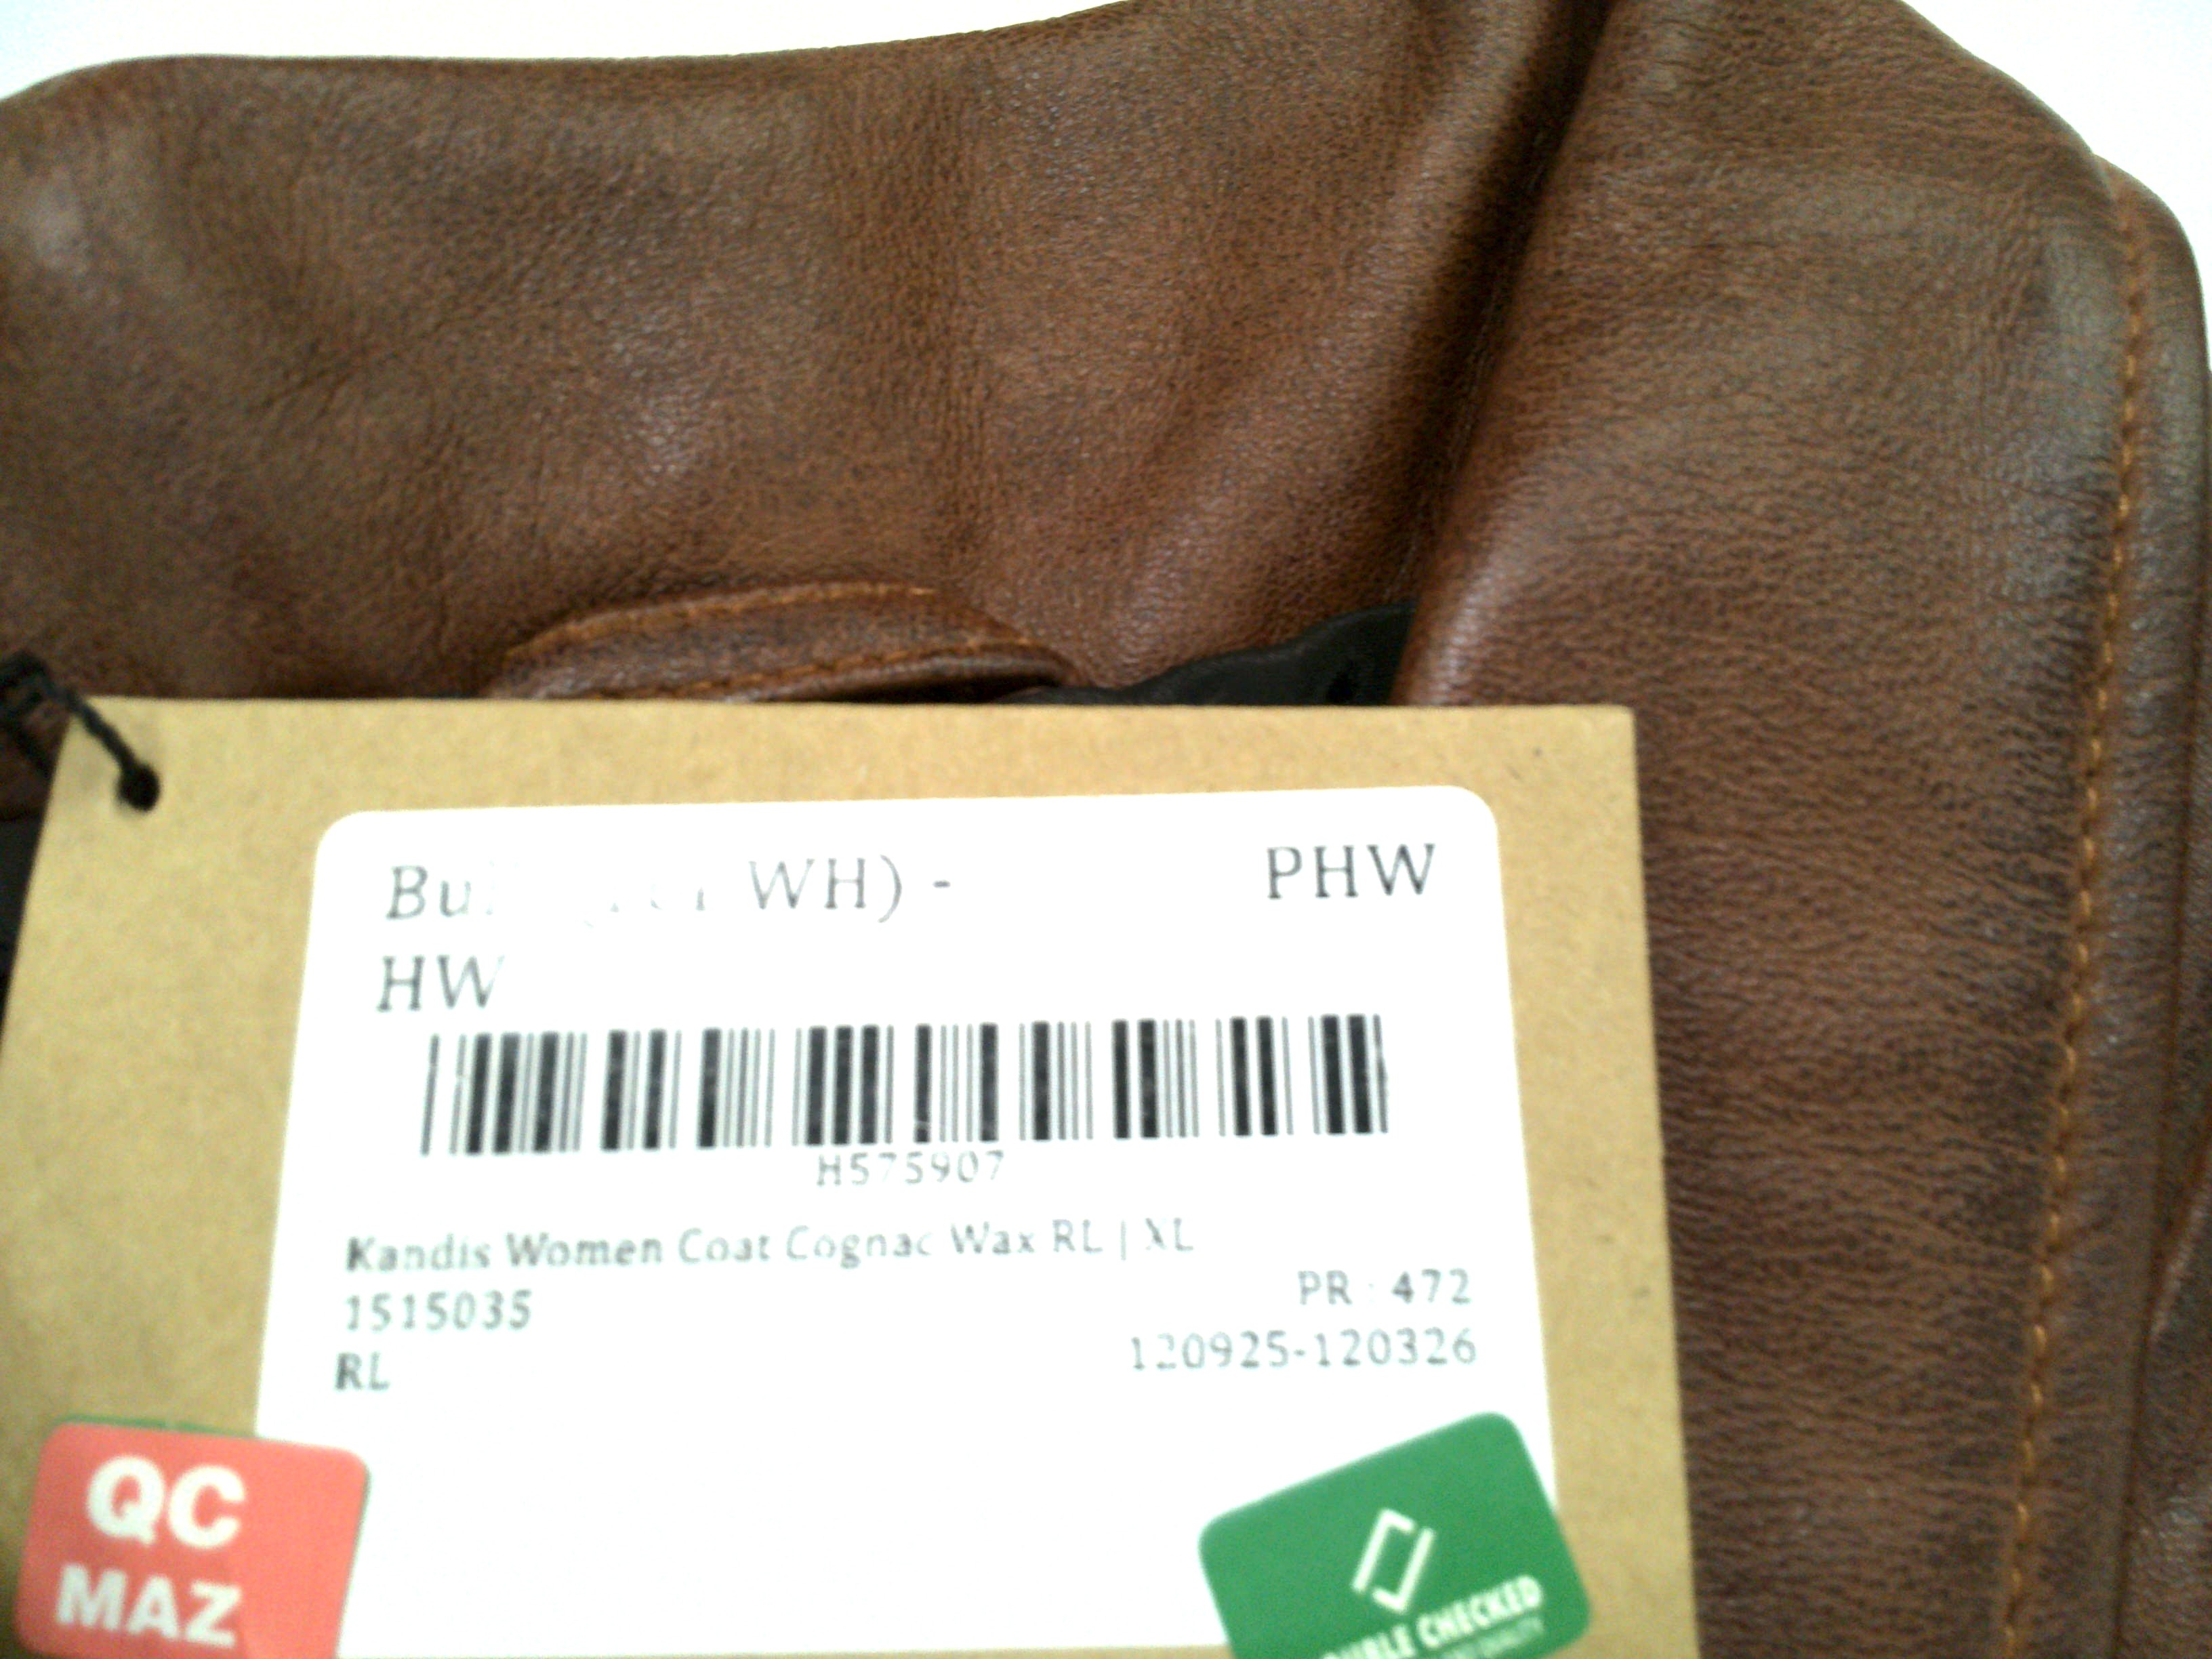 WH) - PHW
HW
H575907
Kandis Women Coat Cognac Wax RL | XL
1515035 PR : 472
RL 120925-120326
QC
MAZ
CHECKED